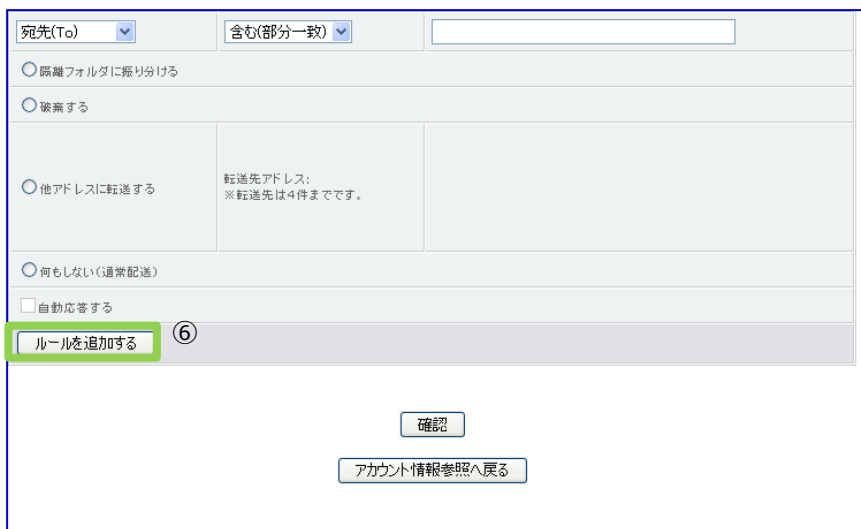 宛先(To) 含む(部分一致)
隔離フォルダに振り分ける
破棄する
他アドレスに転送する
転送先アドレス:
※転送先は4件までです。
何もしない(通常配送)
自動応答する
ルールを追加する ⑥
確認
アカウント情報参照へ戻る